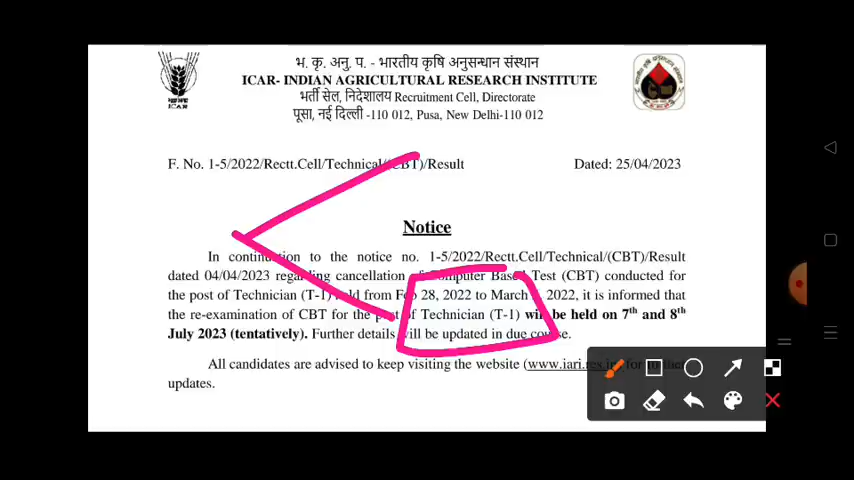 भ. कृ. अनु. प. - भारतीय कृषि अनुसन्धान संस्थान
ICAR- INDIAN AGRICULTURAL RESEARCH INSTITUTE
भर्ती सेल, निदेशालय Recruitment Cell, Directorate
पूसा, नई दिल्ली -110 012, Pusa, New Delhi-110 012
F. No. 1-5/2022/Rectt.Cell/Technical/(CBT)/Result Dated: 25/04/2023
Notice
In continuation to the notice no. 1-5/2022/Rectt.Cell/Technical/(CBT)/Result
dated 04/04/2023 regarding cancellation of Computer Based Test (CBT) conducted for
the post of Technician (T-1) held from Feb 28, 2022 to March 2022, it is informed that
the re-examination of CBT for the post of Technician (T-1) will be held on 7th and 8th
July 2023 (tentatively). Further details will be updated in due course.
All candidates are advised to keep visiting the website (www.iari.res.in) for further
updates.